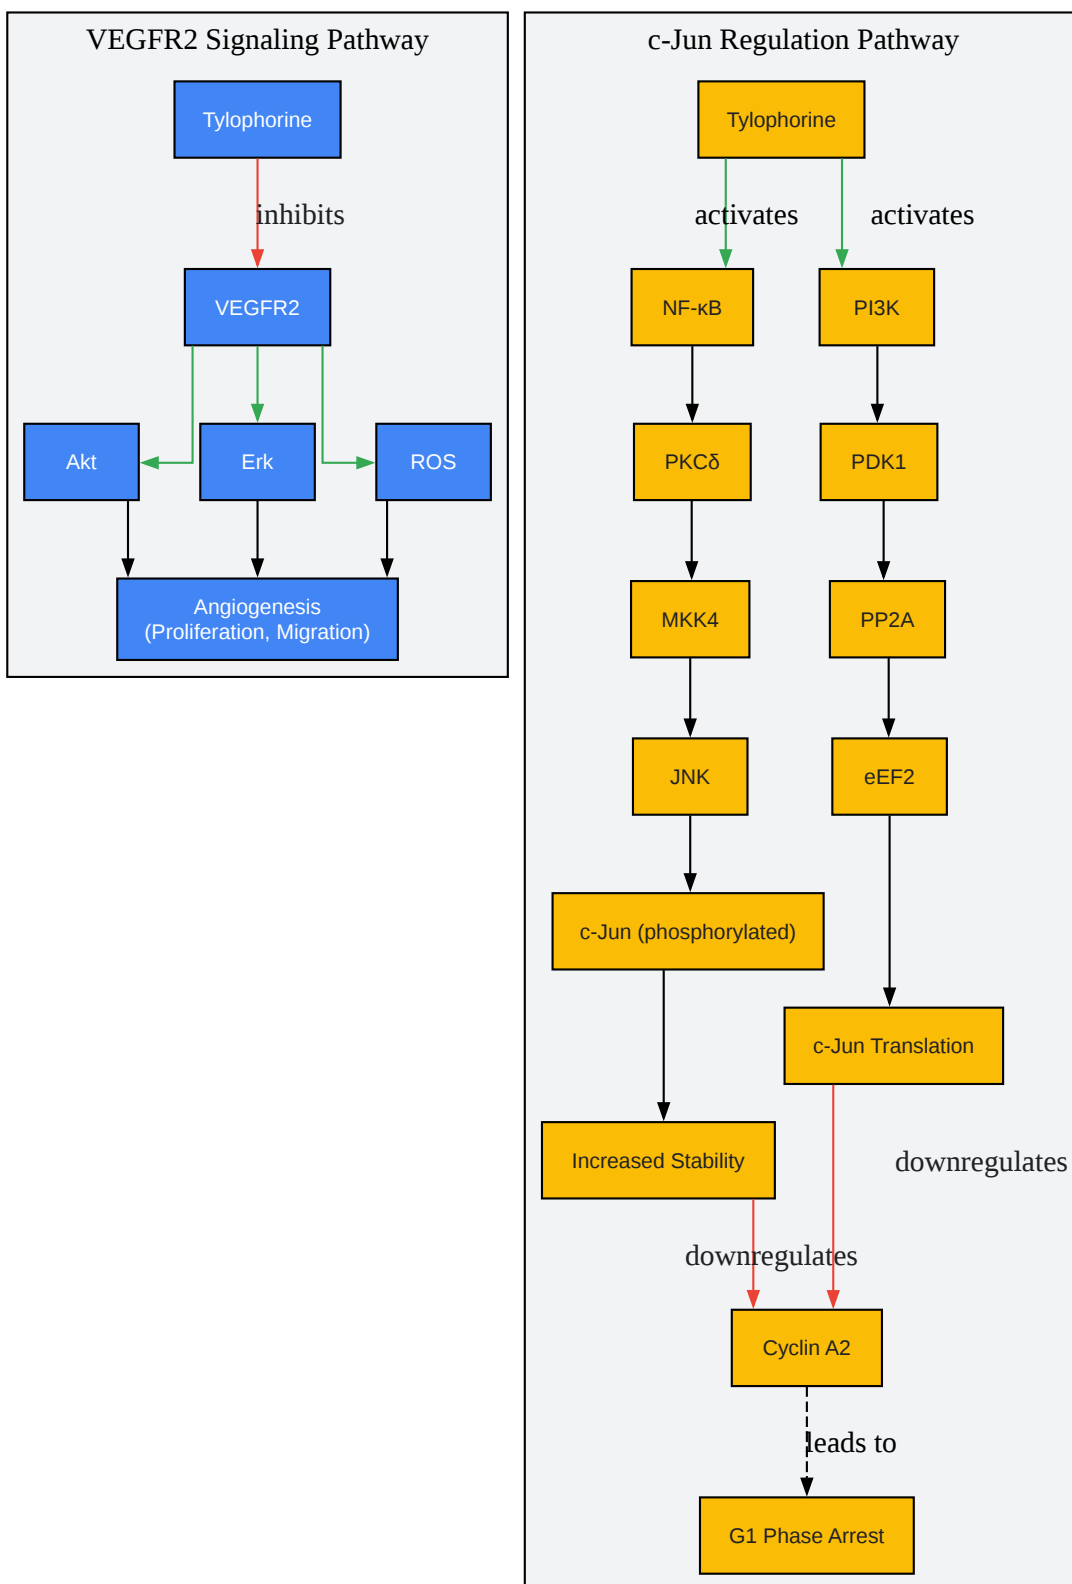 VEGFR2 Signaling Pathway
Tylophorine
inhibits
VEGFR2
Akt
Erk
ROS
Angiogenesis
(Proliferation, Migration)
c-Jun Regulation Pathway
Tylophorine
activates
activates
NF-κB
PI3K
PKCδ
PDK1
MKK4
PP2A
JNK
eEF2
c-Jun (phosphorylated)
c-Jun Translation
Increased Stability
downregulates
downregulates
Cyclin A2
leads to
G1 Phase Arrest